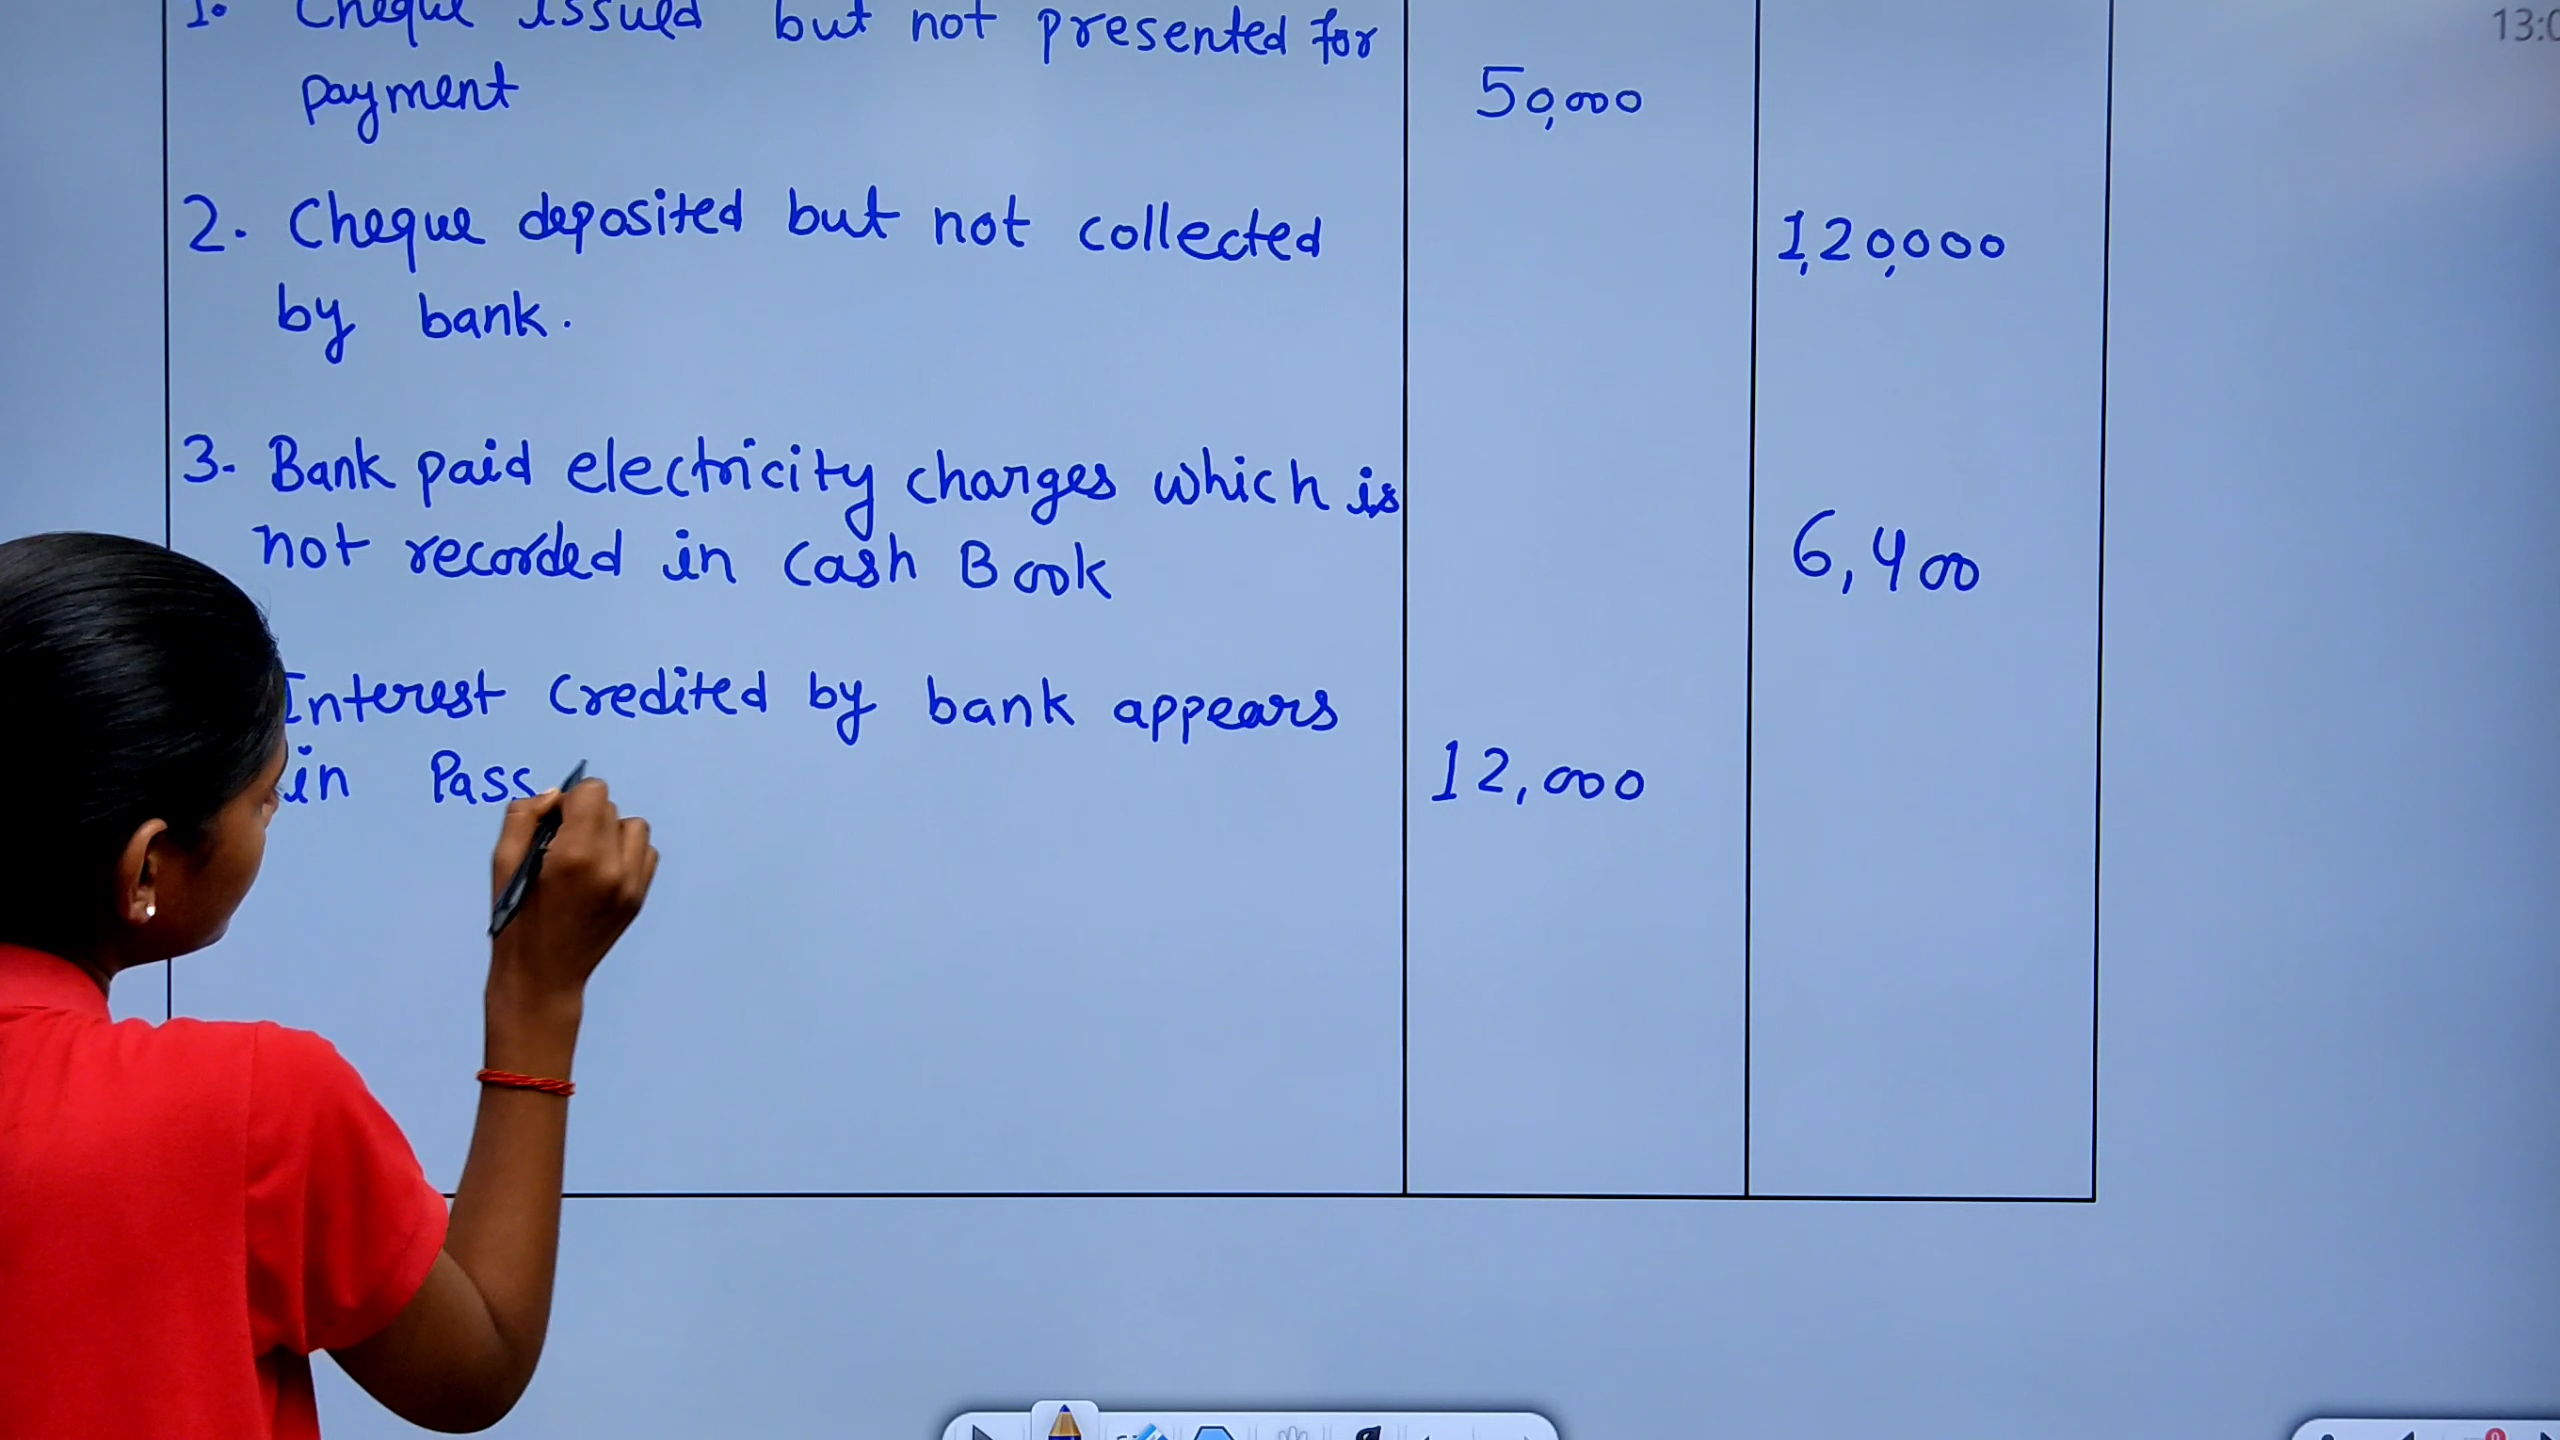 1. Cheque issued but not presented for
payment 50,000
2. Cheque deposited but not collected 1,20,000
by bank.
3. Bank paid electricity charges which is
not recorded in Cash Book 6,400
Interest credited by bank appears
in Pass 12,000
13:0